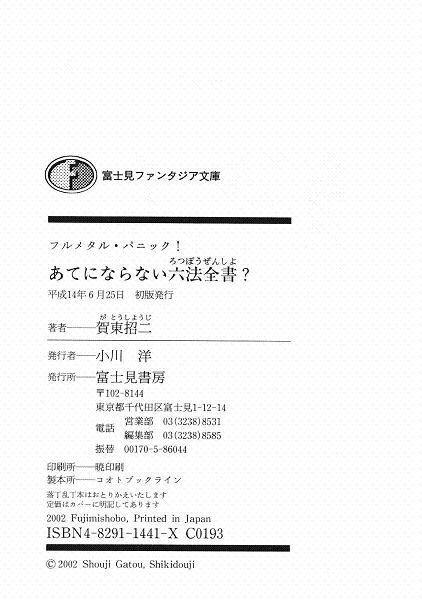 F
富士見ファンタジア文庫
フルメタル・パニック！
ろつぽうぜんしよ
あてにならない六法全書？
平成14年6月25日　初版発行
が とうしようじ
著者――賀東招二
発行者――小川　洋
発行所――富士見書房
〒102-8144
東京都千代田区富士見1-12-14
電話　営業部　03(3238)8531
編集部　03(3238)8585
振替　00170-5-86044
印刷所――暁印刷
製本所――コオトブックライン
落丁乱丁本はおとりかえいたします
定価はカバーに明記してあります
2002 Fujimishobo, Printed in Japan
ISBN4-8291-1441-X C0193
© 2002 Shouji Gatou, Shikidouji